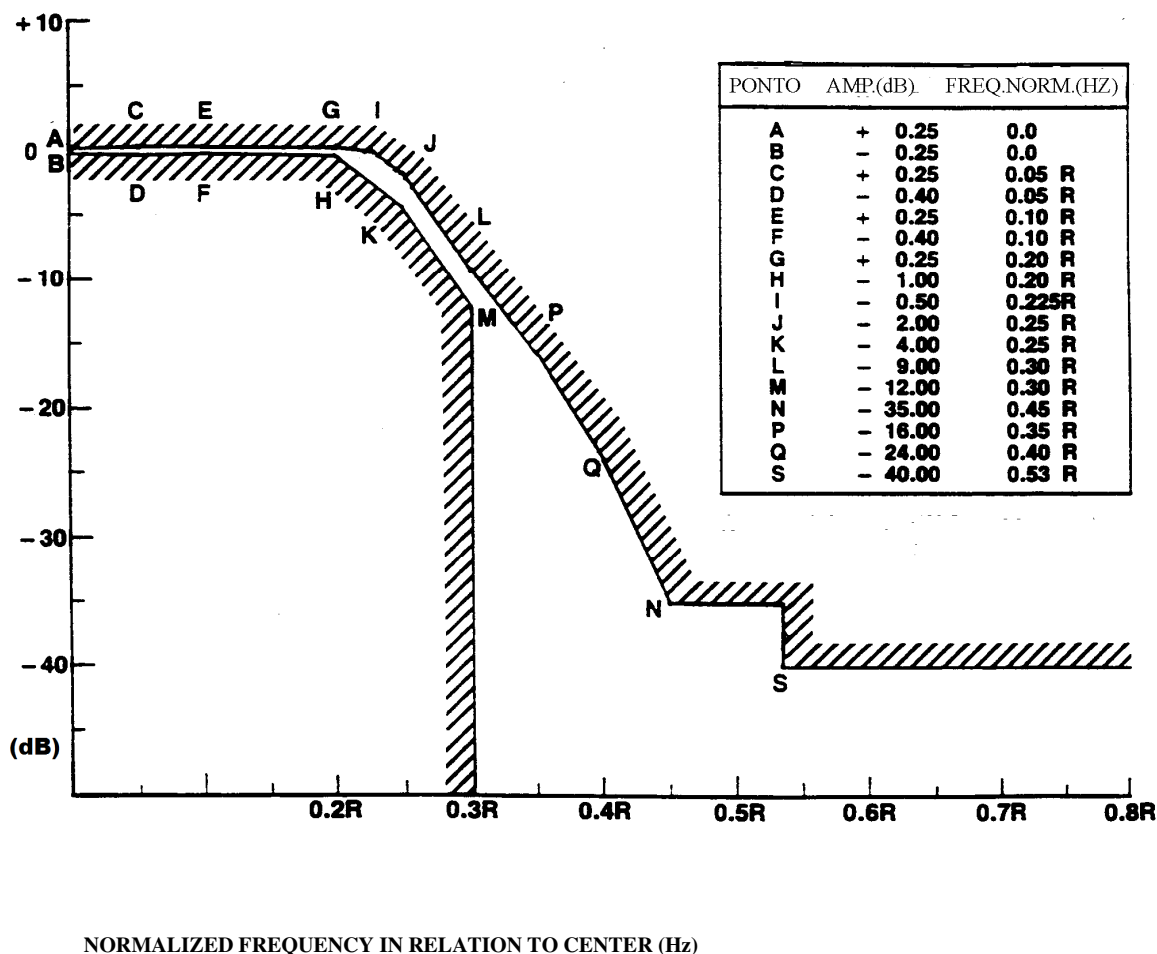 +10
C E G I
J
A
0
B
D F H
K
L
−10
M
P
−20
Q
−30
N
−40
S
(dB)
0.2R 0.3R 0.4R 0.5R 0.6R 0.7R 0.8R
NORMALIZED FREQUENCY IN RELATION TO CENTER (Hz)
PONTO AMP.(dB) FREQ.NORM.(HZ)
A + 0.25 0.0
B − 0.25 0.0
C + 0.25 0.05 R
D − 0.40 0.05 R
E + 0.25 0.10 R
F − 0.40 0.10 R
G + 0.25 0.20 R
H − 1.00 0.20 R
I − 0.50 0.225R
J − 2.00 0.25 R
K − 4.00 0.25 R
L − 9.00 0.30 R
M − 12.00 0.30 R
N − 35.00 0.45 R
P − 16.00 0.35 R
Q − 24.00 0.40 R
S − 40.00 0.53 R